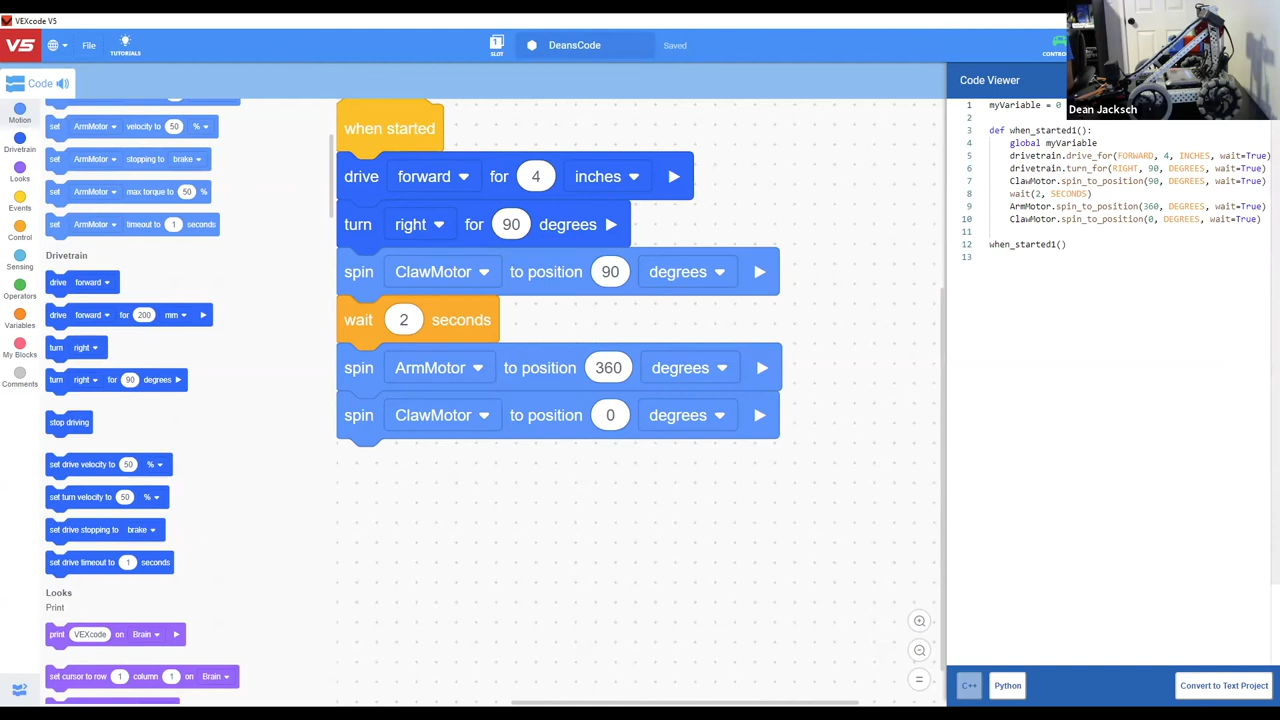 VEXcode V5
V5
File
TUTORIALS
1
SLOT
DeansCode
Saved
CONTRO
Code
Code Viewer
Dean Jacksch
Motion
Drivetrain
Looks
Events
Control
Sensing
Operators
Variables
My Blocks
Comments
set ArmMotor velocity to 50 %
set ArmMotor stopping to brake
set ArmMotor max torque to 50 %
set ArmMotor timeout to 1 seconds
Drivetrain
drive forward
drive forward for 200 mm
turn right
turn right for 90 degrees
stop driving
set drive velocity to 50 %
set turn velocity to 50 %
set drive stopping to brake
set drive timeout to 1 seconds
Looks
Print
print VEXcode on Brain
set cursor to row 1 column 1 on Brain
when started
drive forward for 4 inches
turn right for 90 degrees
spin ClawMotor to position 90 degrees
wait 2 seconds
spin ArmMotor to position 360 degrees
spin ClawMotor to position 0 degrees
1 myVariable = 0
2
3 def when_started1():
4 global myVariable
5 drivetrain.drive_for(FORWARD, 4, INCHES, wait=True)
6 drivetrain.turn_for(RIGHT, 90, DEGREES, wait=True)
7 ClawMotor.spin_to_position(90, DEGREES, wait=True)
8 wait(2, SECONDS)
9 ArmMotor.spin_to_position(360, DEGREES, wait=True)
10 ClawMotor.spin_to_position(0, DEGREES, wait=True)
11
12 when_started1()
13
C++
Python
Convert to Text Project